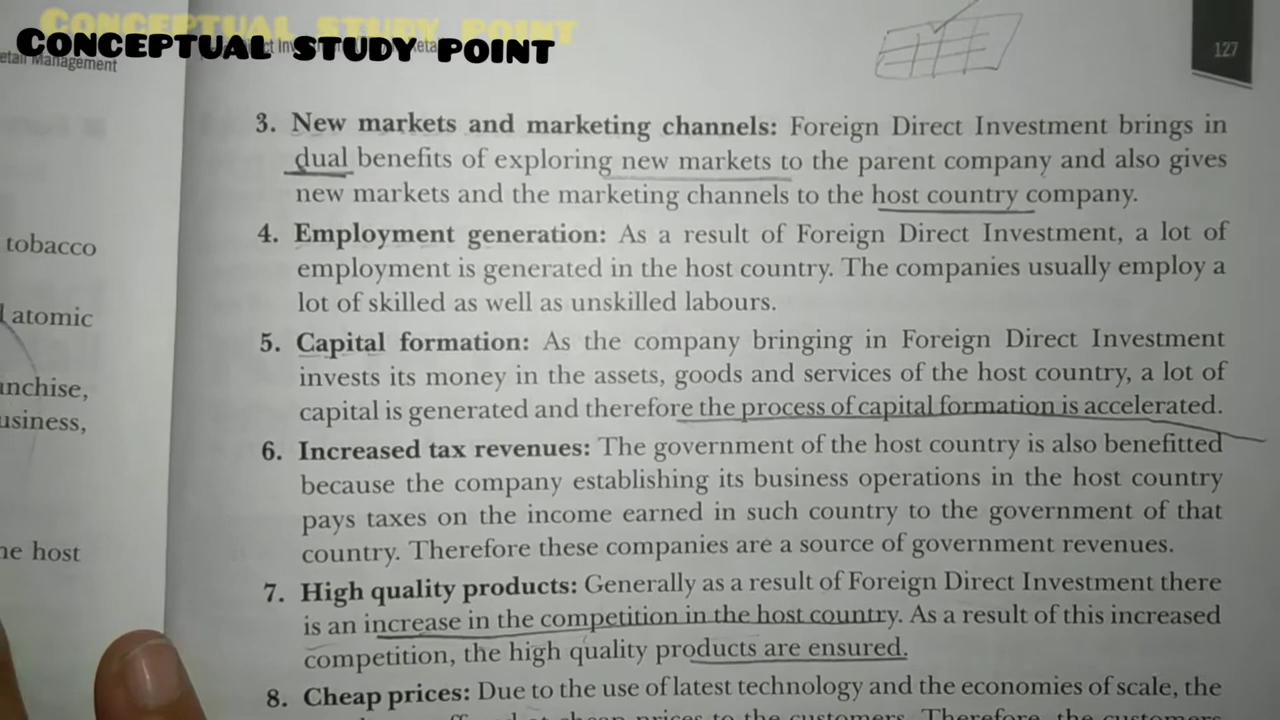 CONCEPTUAL STUDY POINT
etail Management
127
tobacco
atomic
business,
host
3. New markets and marketing channels: Foreign Direct Investment brings in
dual benefits of exploring new markets to the parent company and also gives
new markets and the marketing channels to the host country company.
4. Employment generation: As a result of Foreign Direct Investment, a lot of
employment is generated in the host country. The companies usually employ a
lot of skilled as well as unskilled labours.
5. Capital formation: As the company bringing in Foreign Direct Investment
invests its money in the assets, goods and services of the host country, a lot of
capital is generated and therefore the process of capital formation is accelerated.
6. Increased tax revenues: The government of the host country is also benefitted
because the company establishing its business operations in the host country
pays taxes on the income earned in such country to the government of that
country. Therefore these companies are a source of government revenues.
7. High quality products: Generally as a result of Foreign Direct Investment there
is an increase in the competition in the host country. As a result of this increased
competition, the high quality products are ensured.
8. Cheap prices: Due to the use of latest technology and the economies of scale, the
cheap prices to the customers. Therefore, the customers